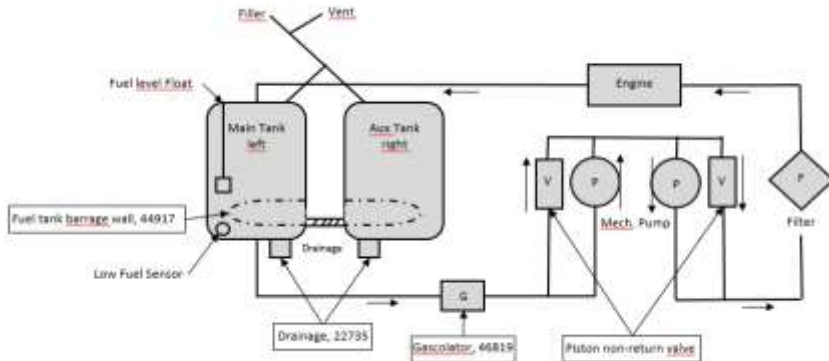 Filler
Vent
Fuel level Float
Engine
Main Tank
left
Aux Tank
right
V
P
P
V
F
Fuel tank barrage wall, 44917
Mech. Pump
Filter
Drainage
Low Fuel Sensor
G
Drainage, 22735
Gascolator, 46819
Piston non-return valve